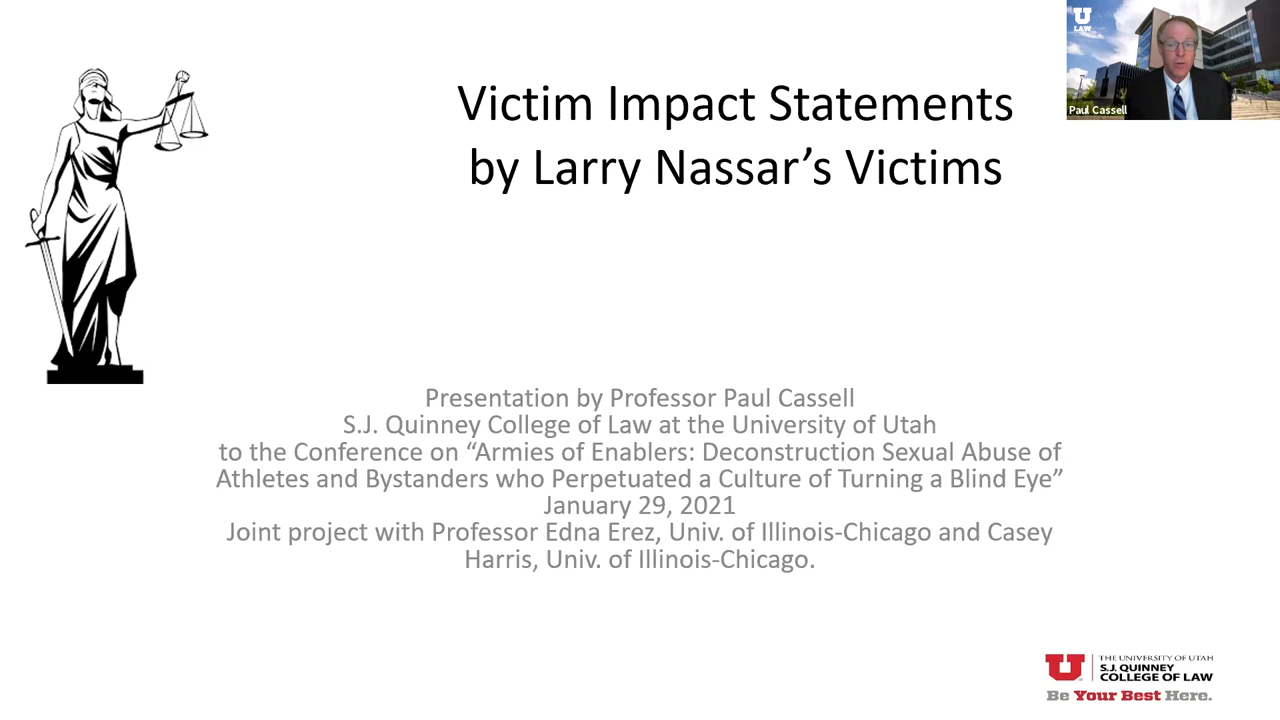 U
LAW
Paul Cassell
Victim Impact Statements
by Larry Nassar’s Victims
Presentation by Professor Paul Cassell
S.J. Quinney College of Law at the University of Utah
to the Conference on “Armies of Enablers: Deconstruction Sexual Abuse of
Athletes and Bystanders who Perpetuated a Culture of Turning a Blind Eye”
January 29, 2021
Joint project with Professor Edna Erez, Univ. of Illinois-Chicago and Casey
Harris, Univ. of Illinois-Chicago.
U
THE UNIVERSITY OF UTAH
S.J. QUINNEY
COLLEGE OF LAW
Be Your Best Here.